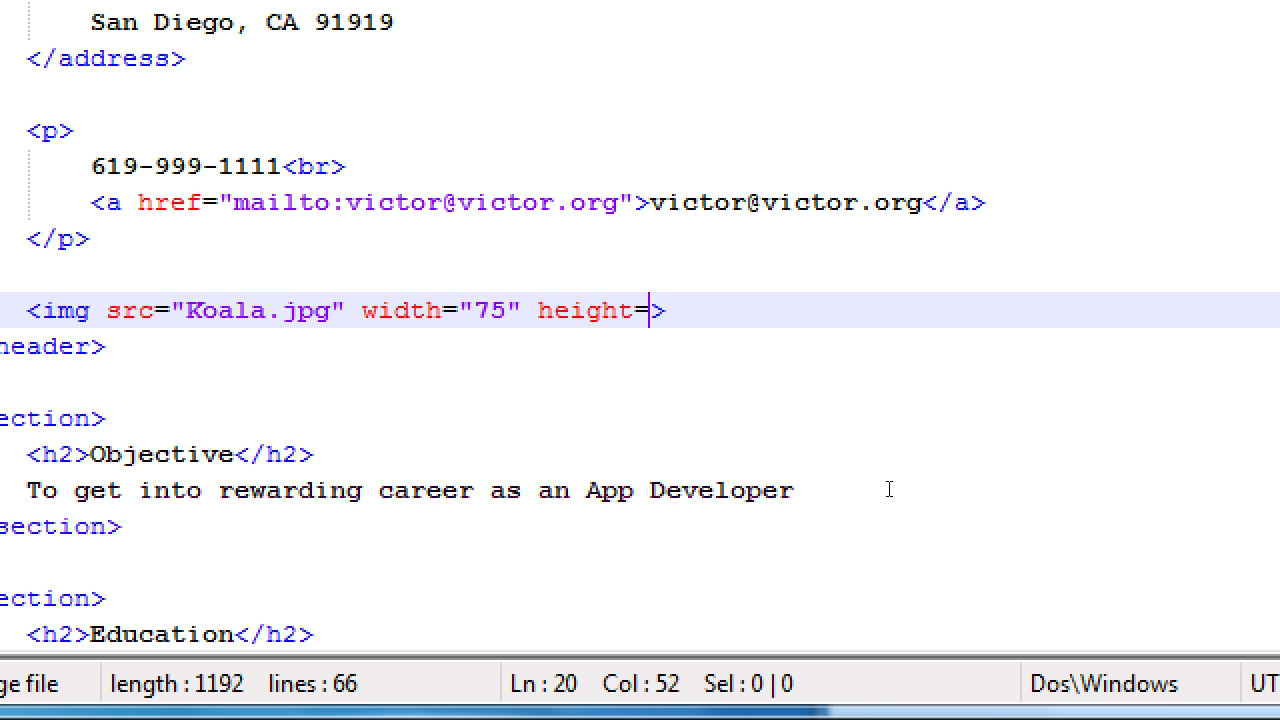 San Diego, CA 91919
</address>
<p>
619-999-1111<br>
<a href="mailto:victor@victor.org">victor@victor.org</a>
</p>
<img src="Koala.jpg" width="75" height=>
header>
ection>
<h2>Objective</h2>
To get into rewarding career as an App Developer
section>
ection>
<h2>Education</h2>
ge file length : 1192 lines : 66 Ln : 20 Col : 52 Sel : 0 | 0 Dos\Windows UT